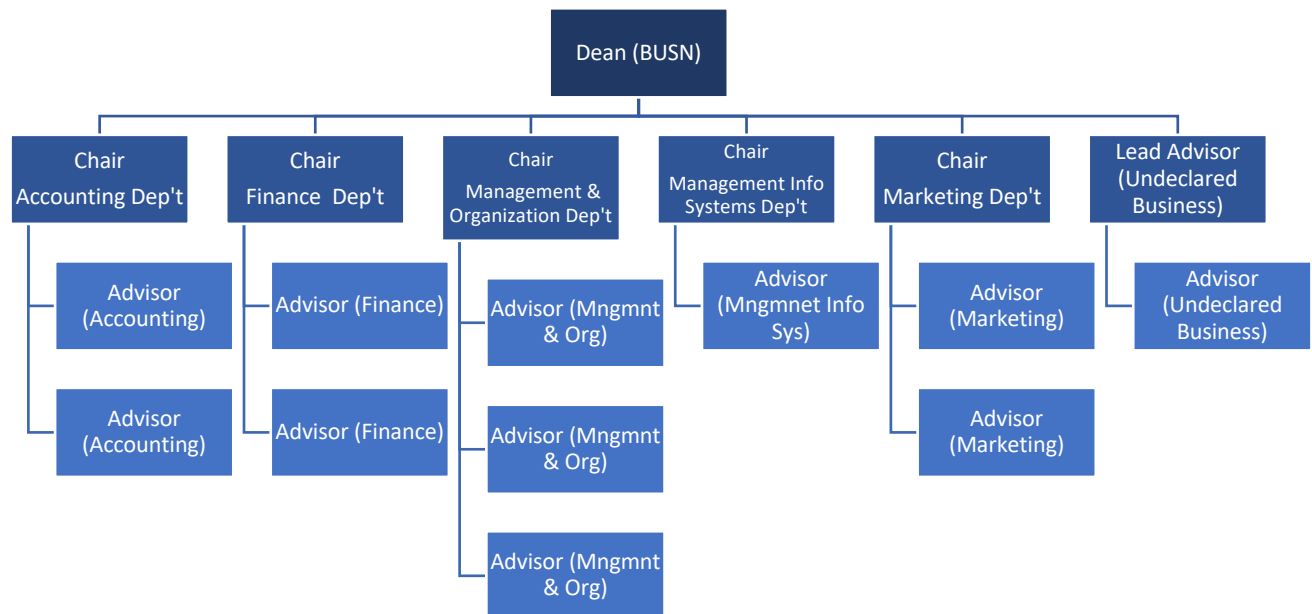 Dean (BUSN)
Chair
Accounting Dep't
Chair
Finance  Dep't
Chair
Management &
Organization Dep't
Chair
Management Info
Systems Dep't
Chair
Marketing Dep't
Lead Advisor
(Undeclared
Business)
Advisor
(Accounting)
Advisor
(Accounting)
Advisor (Finance)
Advisor (Finance)
Advisor (Mngmnt
& Org)
Advisor (Mngmnt
& Org)
Advisor (Mngmnt
& Org)
Advisor
(Mngmnet Info
Sys)
Advisor
(Marketing)
Advisor
(Marketing)
Advisor
(Undeclared
Business)